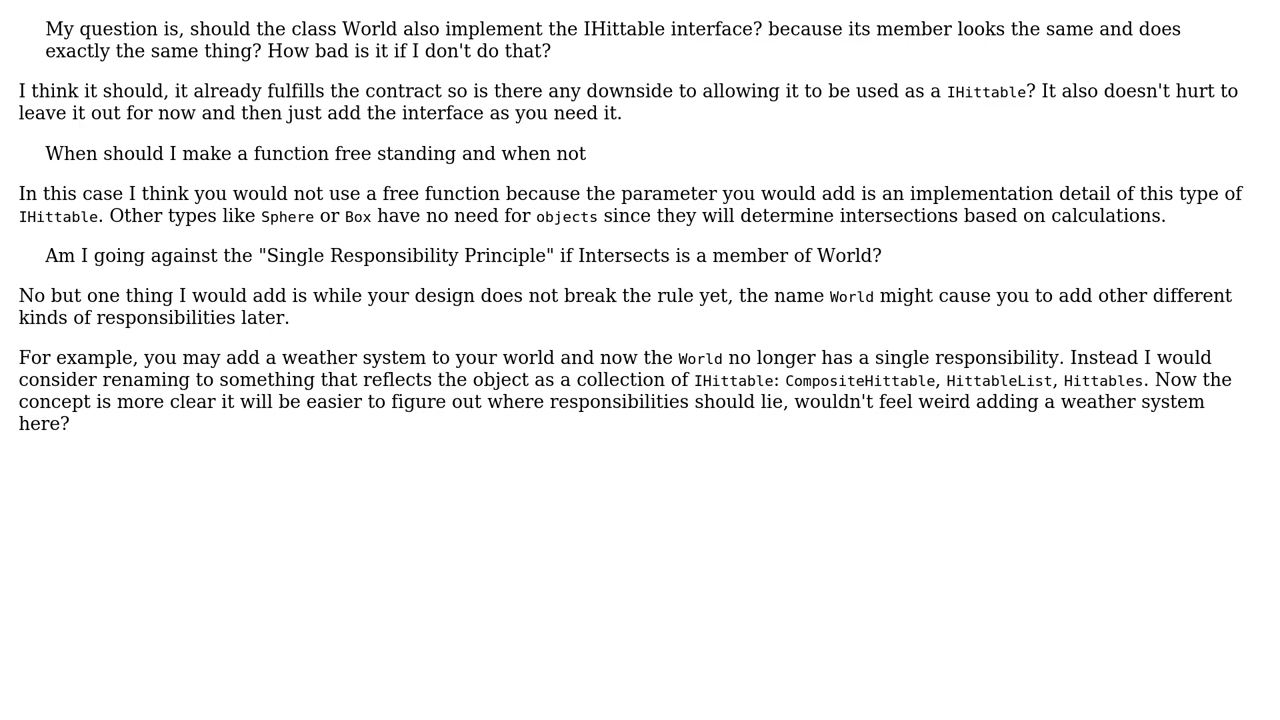 My question is, should the class World also implement the IHittable interface? because its member looks the same and does
exactly the same thing? How bad is it if I don't do that?
I think it should, it already fulfills the contract so is there any downside to allowing it to be used as a IHittable? It also doesn't hurt to
leave it out for now and then just add the interface as you need it.
When should I make a function free standing and when not
In this case I think you would not use a free function because the parameter you would add is an implementation detail of this type of
IHittable. Other types like Sphere or Box have no need for objects since they will determine intersections based on calculations.
Am I going against the "Single Responsibility Principle" if Intersects is a member of World?
No but one thing I would add is while your design does not break the rule yet, the name World might cause you to add other different
kinds of responsibilities later.
For example, you may add a weather system to your world and now the World no longer has a single responsibility. Instead I would
consider renaming to something that reflects the object as a collection of IHittable: CompositeHittable, HittableList, Hittables. Now the
concept is more clear it will be easier to figure out where responsibilities should lie, wouldn't feel weird adding a weather system
here?